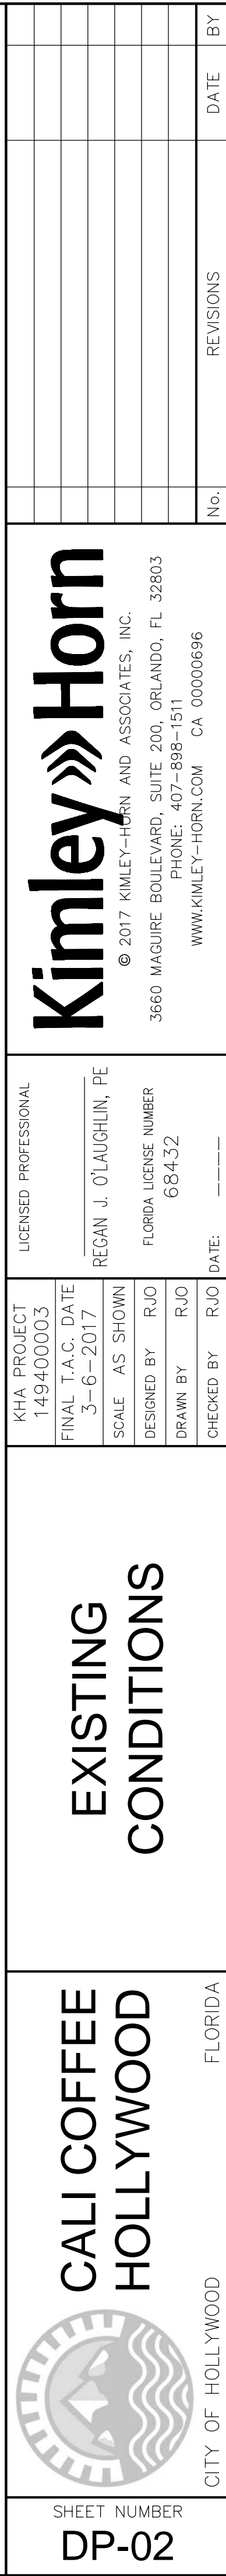 No.
REVISIONS
DATE
BY
Kimley»Horn
© 2017 KIMLEY-HORN AND ASSOCIATES, INC.
3660 MAGUIRE BOULEVARD, SUITE 200, ORLANDO, FL 32803
PHONE: 407-898-1511
WWW.KIMLEY-HORN.COM CA 00000696
LICENSED PROFESSIONAL
REGAN J. O'LAUGHLIN, PE
FLORIDA LICENSE NUMBER
68432
DATE: ____
KHA PROJECT
149400003
FINAL T.A.C. DATE
3-6-2017
SCALE AS SHOWN
DESIGNED BY RJO
DRAWN BY RJO
CHECKED BY RJO
EXISTING
CONDITIONS
CALI COFFEE
HOLLYWOOD
CITY OF HOLLYWOOD FLORIDA
SHEET NUMBER
DP-02